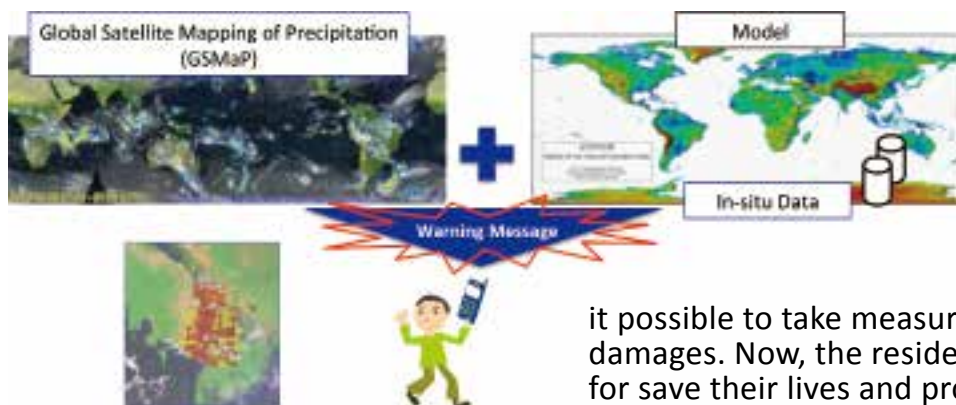 Global Satellite Mapping of Precipitation
(GSMaP)
Model
In-situ Data
Warning Message
it possible to take measur
damages. Now, the reside
for save their lives and pre